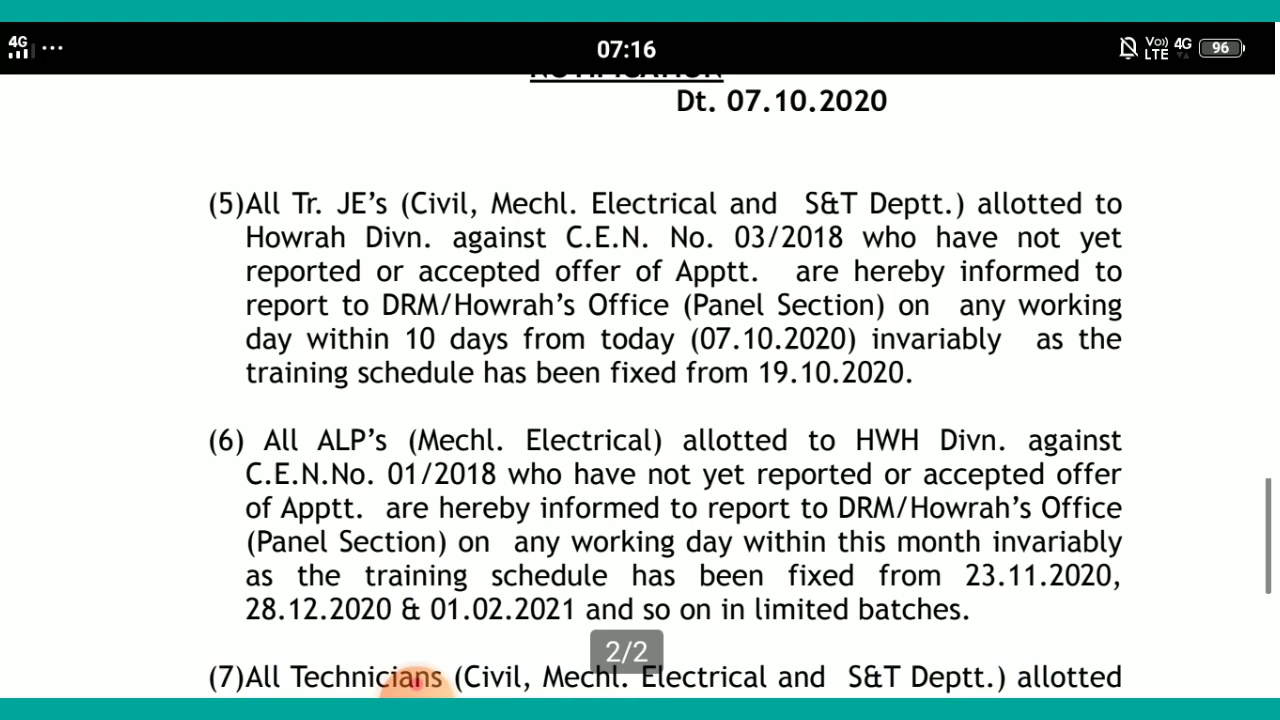 4G
07:16
Vo)) LTE 4G 96
NOTIFICATION
Dt. 07.10.2020
(5)All Tr. JE's (Civil, Mechl. Electrical and S&T Deptt.) allotted to
Howrah Divn. against C.E.N. No. 03/2018 who have not yet
reported or accepted offer of Apptt. are hereby informed to
report to DRM/Howrah's Office (Panel Section) on any working
day within 10 days from today (07.10.2020) invariably as the
training schedule has been fixed from 19.10.2020.
(6) All ALP's (Mechl. Electrical) allotted to HWH Divn. against
C.E.N.No. 01/2018 who have not yet reported or accepted offer
of Apptt. are hereby informed to report to DRM/Howrah's Office
(Panel Section) on any working day within this month invariably
as the training schedule has been fixed from 23.11.2020,
28.12.2020 & 01.02.2021 and so on in limited batches.
2/2
(7)All Technicians (Civil, Mechl. Electrical and S&T Deptt.) allotted